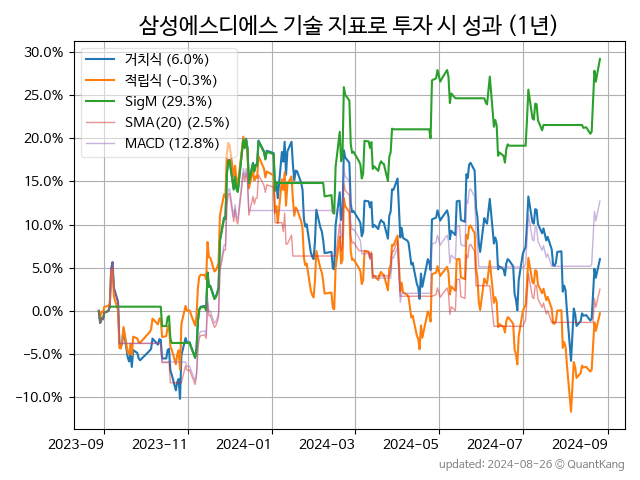 삼성에스디에스 기술 지표로 투자 시 성과 (1년)
30.0%
25.0%
20.0%
15.0%
10.0%
5.0%
0.0%
−5.0%
−10.0%
거치식 (6.0%)
적립식 (−0.3%)
SigM (29.3%)
SMA(20) (2.5%)
MACD (12.8%)
2023-09
2023-11
2024-01
2024-03
2024-05
2024-07
2024-09
updated: 2024-08-26 © QuantKang